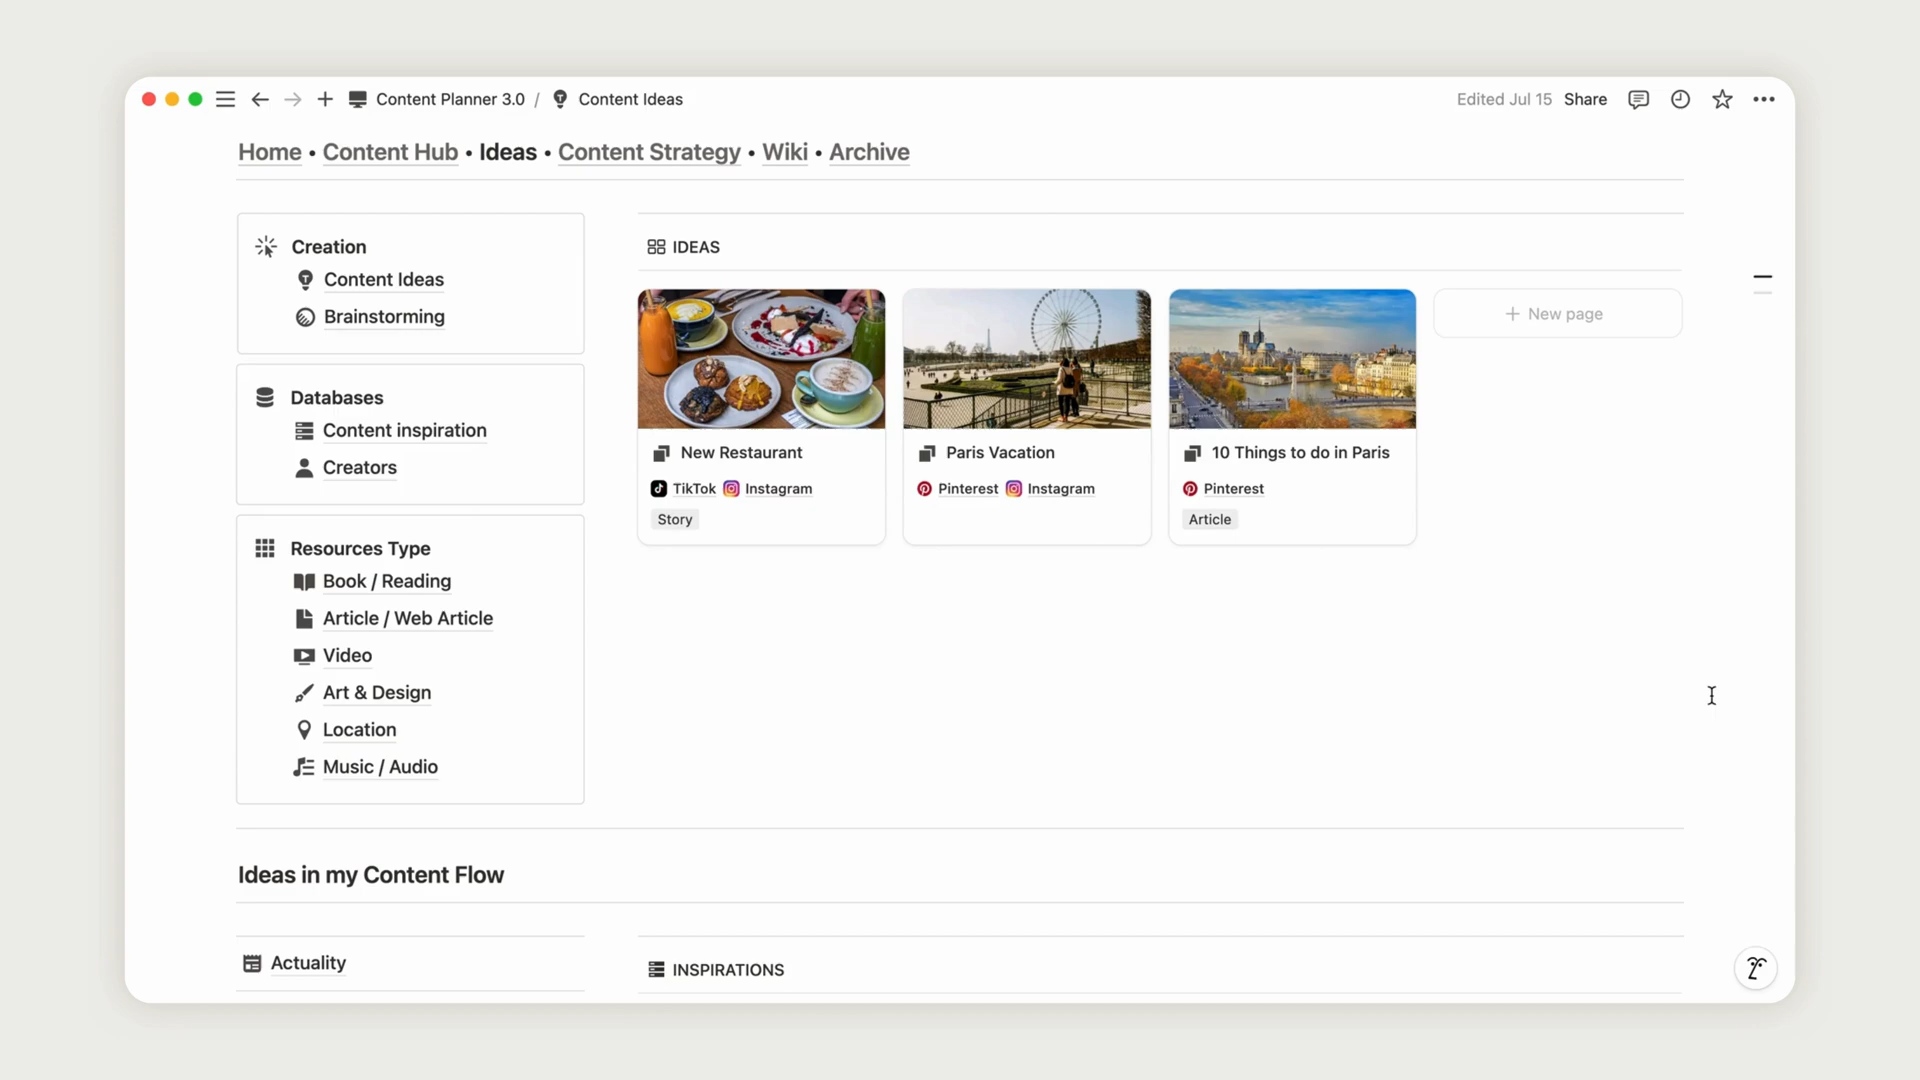 Content Planner 3.0 / Content Ideas
Edited Jul 15 Share
Home • Content Hub • Ideas • Content Strategy • Wiki • Archive
Creation
Content Ideas
Brainstorming
Databases
Content inspiration
Creators
Resources Type
Book / Reading
Article / Web Article
Video
Art & Design
Location
Music / Audio
IDEAS
New Restaurant
TikTok Instagram
Story
Paris Vacation
Pinterest Instagram
10 Things to do in Paris
Pinterest
Article
+ New page
Ideas in my Content Flow
Actuality
INSPIRATIONS